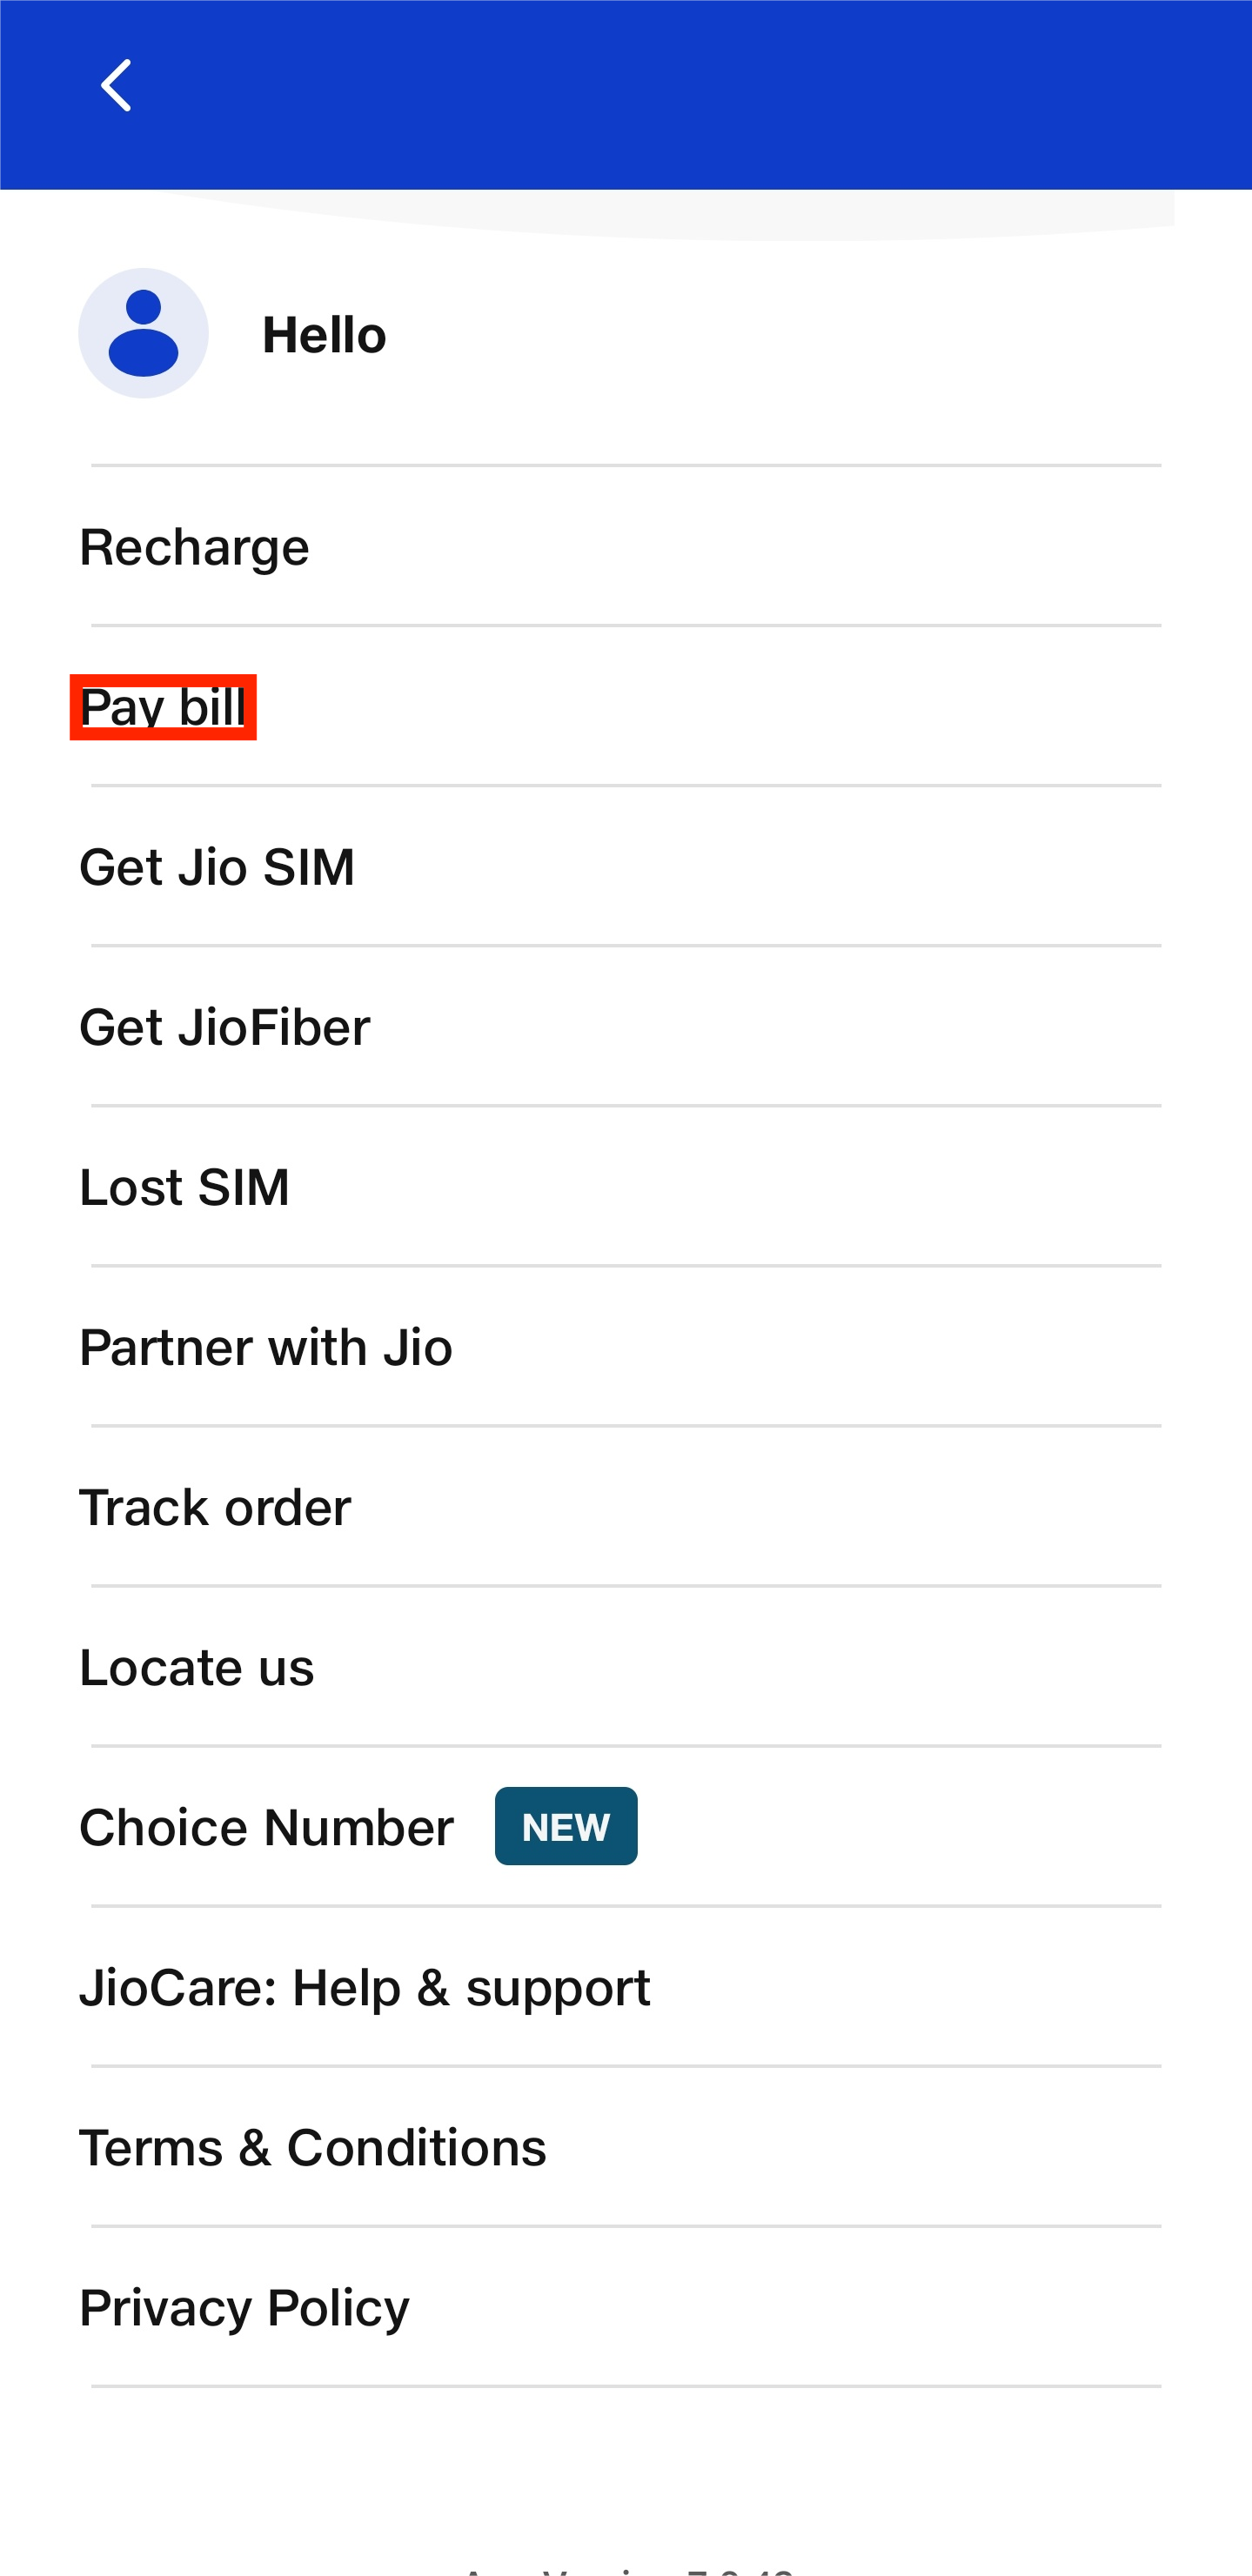 Hello
Recharge
Pay bill
Get Jio SIM
Get JioFiber
Lost SIM
Partner with Jio
Track order
Locate us
Choice Number NEW
JioCare: Help & support
Terms & Conditions
Privacy Policy